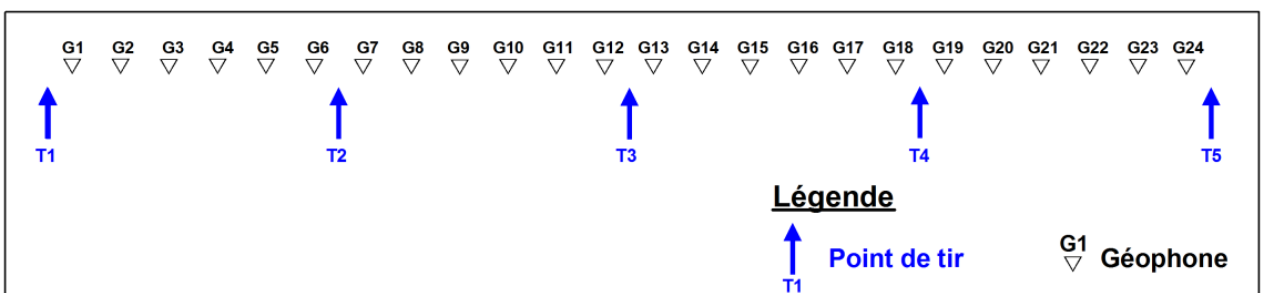 G1 G2 G3 G4 G5 G6 G7 G8 G9 G10 G11 G12 G13 G14 G15 G16 G17 G18 G19 G20 G21 G22 G23 G24
T1 T2 T3 T4 T5
Légende
G1
Point de tir Géophone
T1